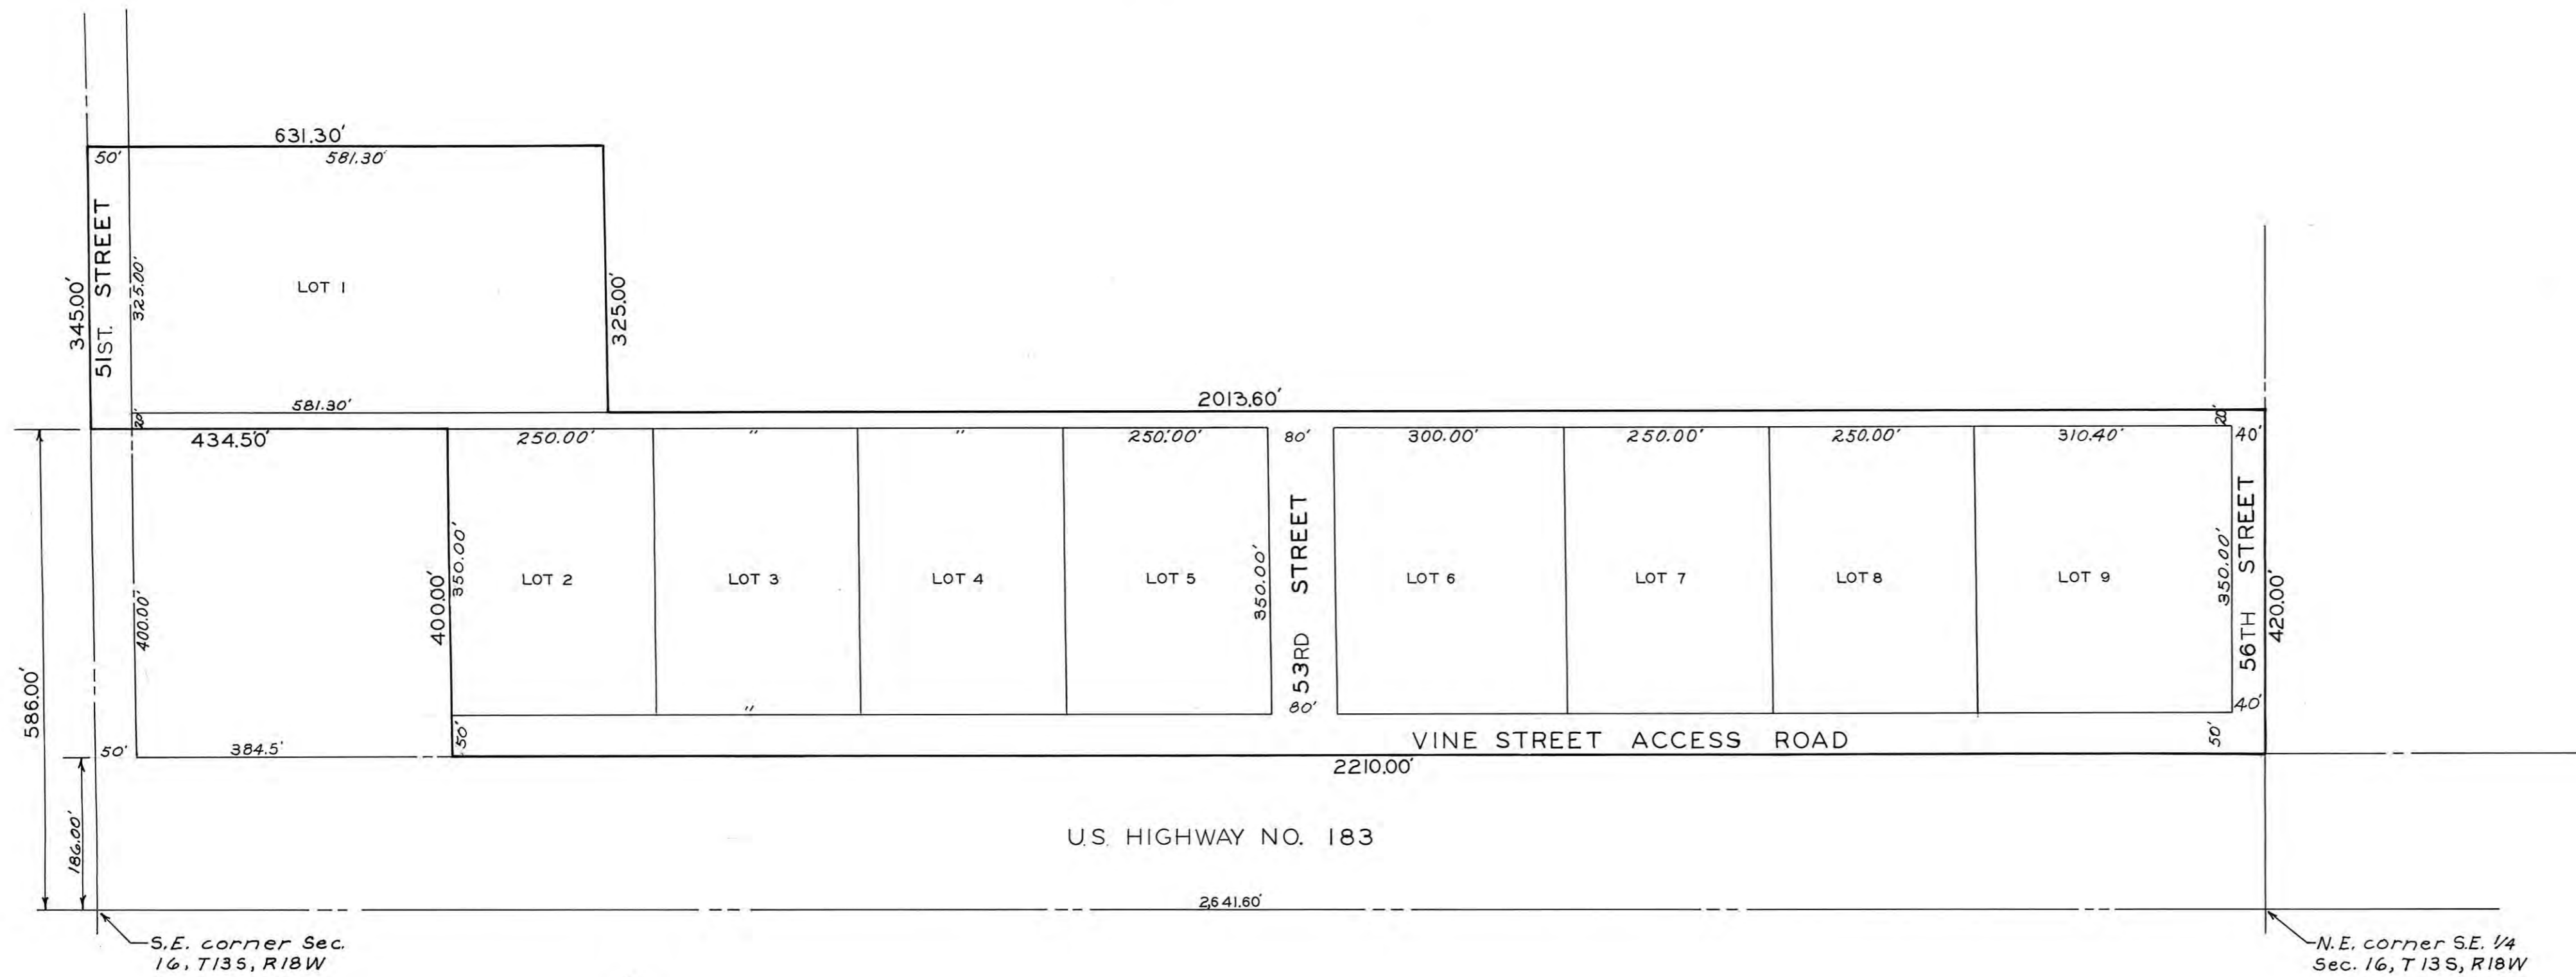 631.30'
50'
581.30'
345.00'
51ST. STREET
325.00'
LOT 1
325.00'
581.30'
20'
2013.60'
434.50'
250.00'
"
"
250.00'
80'
300.00'
250.00'
250.00'
310.40'
20'
40'
586.00'
400.00'
400.00'
350.00'
LOT 2
LOT 3
LOT 4
LOT 5
350.00'
53RD STREET
LOT 6
LOT 7
LOT 8
LOT 9
350.00'
56TH STREET
420.00'
"
80'
40'
50'
384.5'
50'
VINE STREET ACCESS ROAD
50'
2210.00'
186.00'
U.S. HIGHWAY NO. 183
2,641.60'
S.E. corner Sec.
16, T13S, R18W
N.E. corner S.E. 1/4
Sec. 16, T13S, R18W